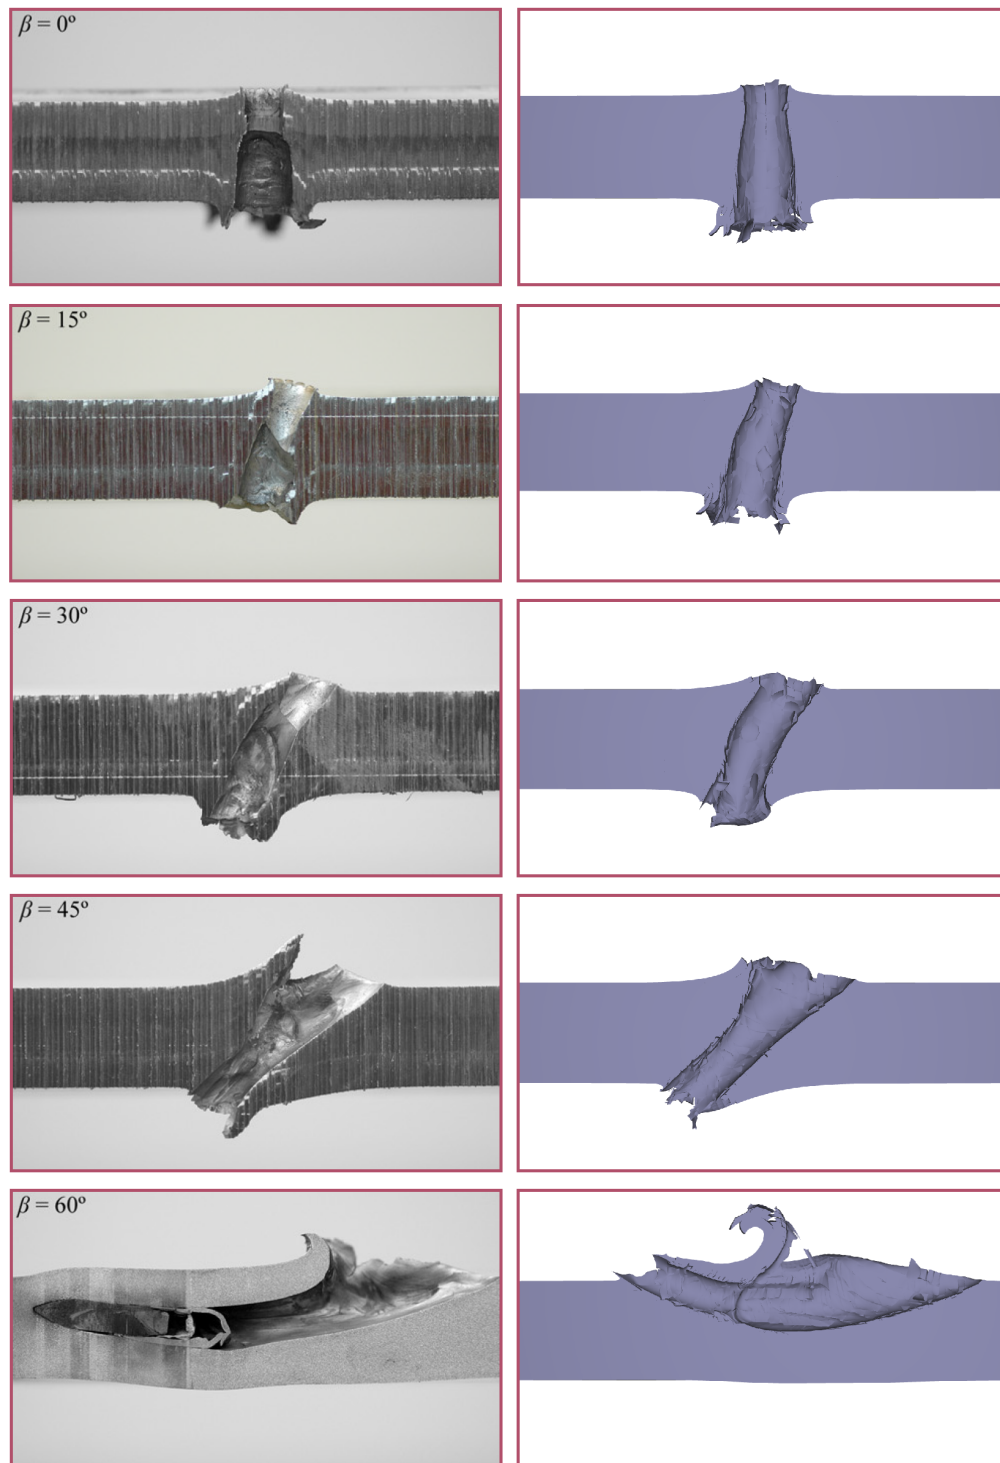 β = 0º
β = 15º
β = 30º
β = 45º
β = 60º